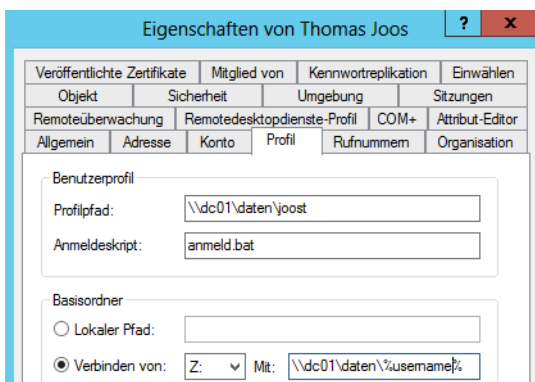 Eigenschaften von Thomas Joos ? x
Veröffentlichte Zertifikate Mitglied von Kennwortreplikation Einwählen
Objekt Sicherheit Umgebung Sitzungen
Remoteüberwachung Remotedesktopdienste-Profil COM+ Attribut-Editor
Allgemein Adresse Konto Profil Rufnummern Organisation
Benutzerprofil
Profilpfad: \\dc01\daten\joost
Anmeldeskript: anmeld.bat
Basisordner
Lokaler Pfad:
Verbinden von: Z: Mit: \\dc01\daten\%username%